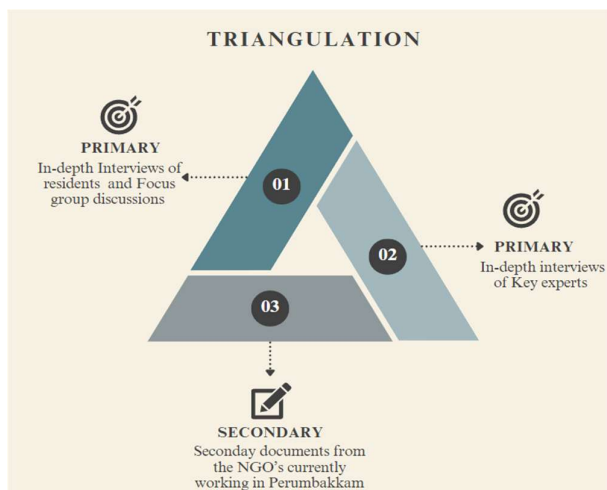 TRIANGULATION
PRIMARY
In-depth Interviews of
residents and Focus
group discussions
01
02
PRIMARY
In-depth interviews
of Key experts
03
SECONDARY
Seconday documents from
the NGO's currently
working in Perumbakkam